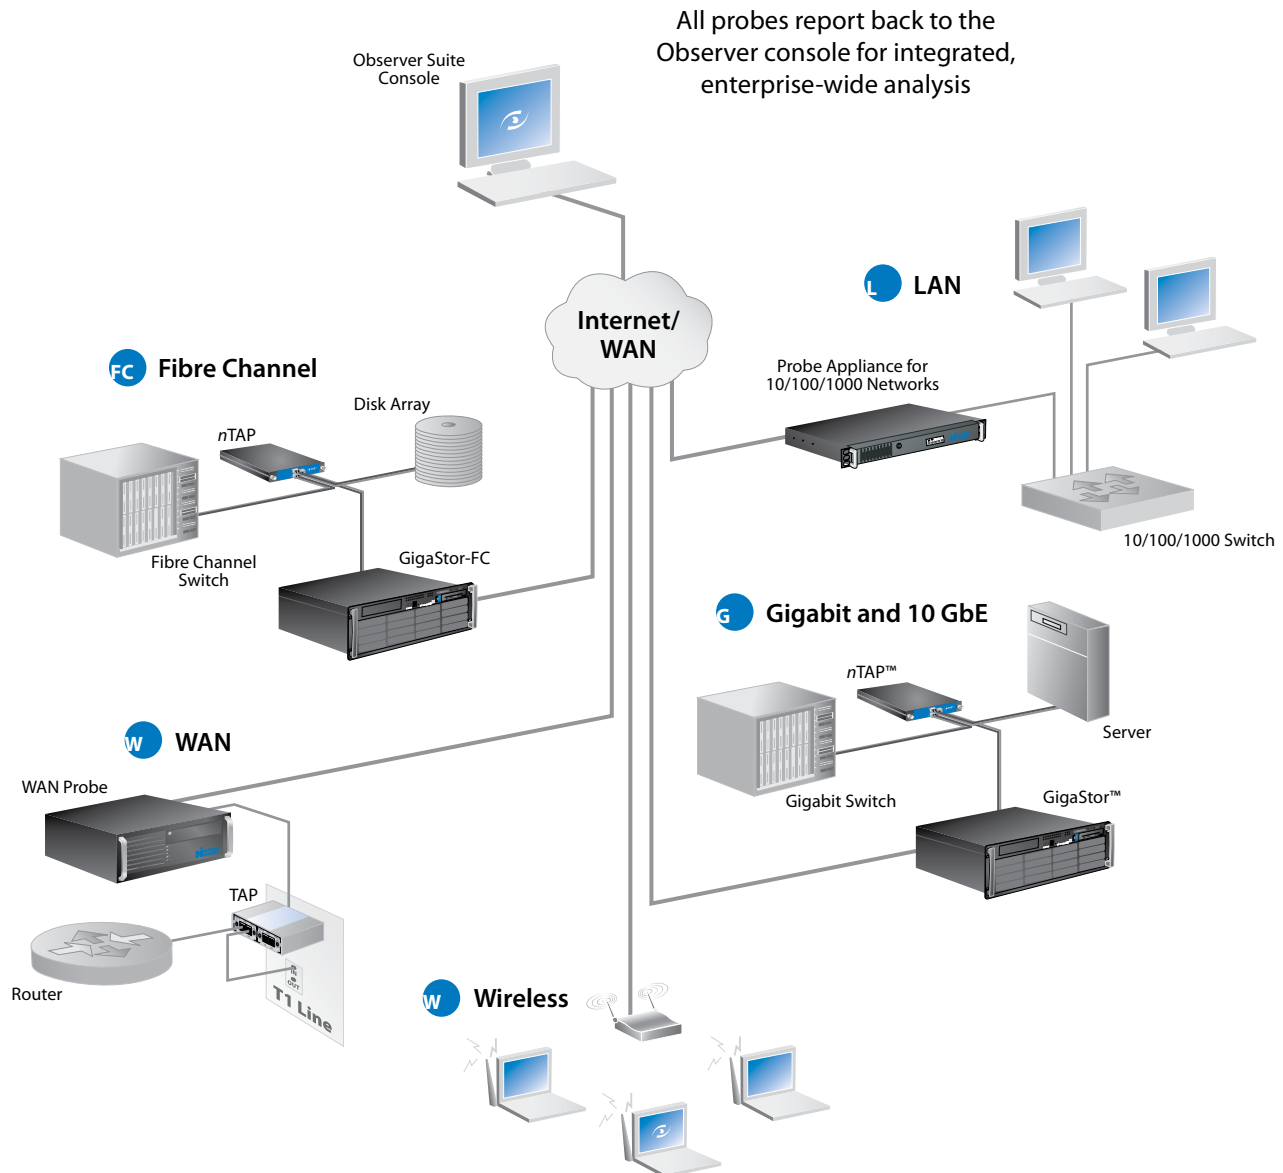 All probes report back to the
Observer console for integrated,
enterprise-wide analysis
Observer Suite
Console
L LAN
Internet/
WAN
FC Fibre Channel
Probe Appliance for
10/100/1000 Networks
Disk Array
nTAP
10/100/1000 Switch
Fibre Channel
Switch
GigaStor-FC
G Gigabit and 10 GbE
nTAP™
Server
W WAN
WAN Probe
Gigabit Switch
GigaStor™
TAP
Router
IN
OUT
T1 Line
W Wireless